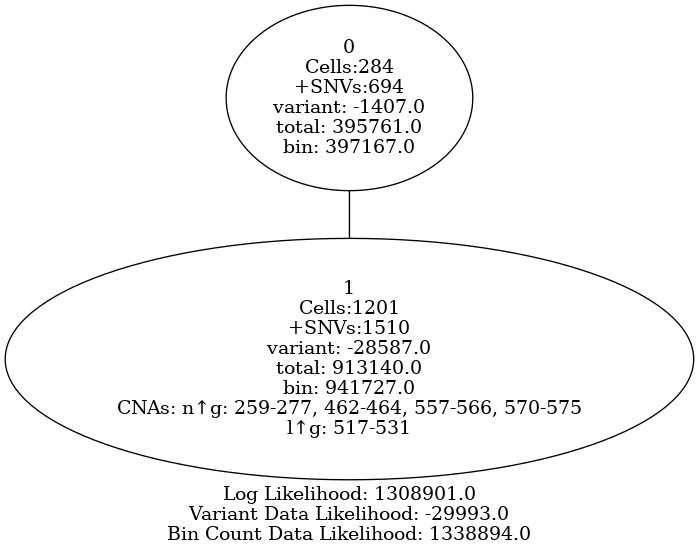 0
Cells:284
+SNVs:694
variant: -1407.0
total: 395761.0
bin: 397167.0
1
Cells:1201
+SNVs:1510
variant: -28587.0
total: 913140.0
bin: 941727.0
CNAs: n↑g: 259-277, 462-464, 557-566, 570-575
l↑g: 517-531
Log Likelihood: 1308901.0
Variant Data Likelihood: -29993.0
Bin Count Data Likelihood: 1338894.0